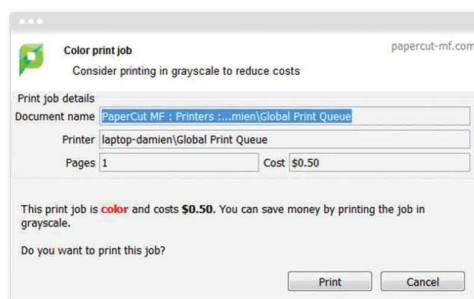 Color print job
papercut-mf.com
Consider printing in grayscale to reduce costs
Print job details
Document name PaperCut MF : Printers :...mien\Global Print Queue
Printer laptop-damien\Global Print Queue
Pages 1 Cost $0.50
This print job is color and costs $0.50. You can save money by printing the job in
grayscale.
Do you want to print this job?
Print Cancel